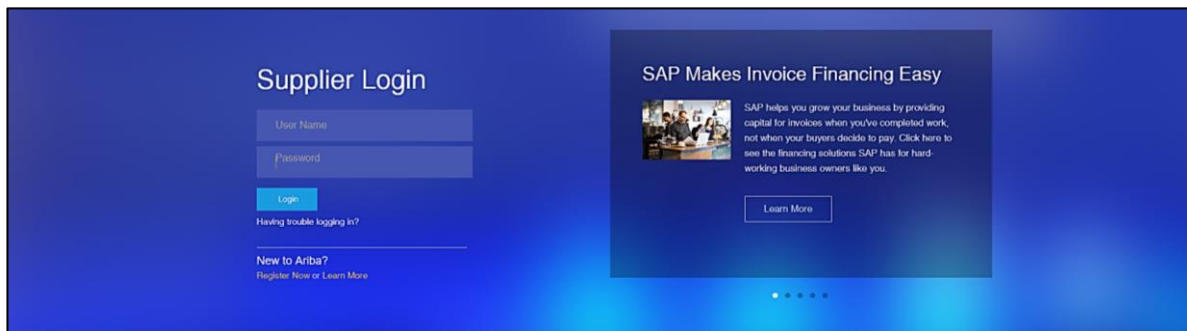 Supplier Login
User Name
Password
Login
Having trouble logging in?
New to Ariba?
Register Now or Learn More
SAP Makes Invoice Financing Easy
SAP helps you grow your business by providing
capital for invoices when you've completed work,
not when your buyers decide to pay. Click here to
see the financing solutions SAP has for hard-
working business owners like you.
Learn More